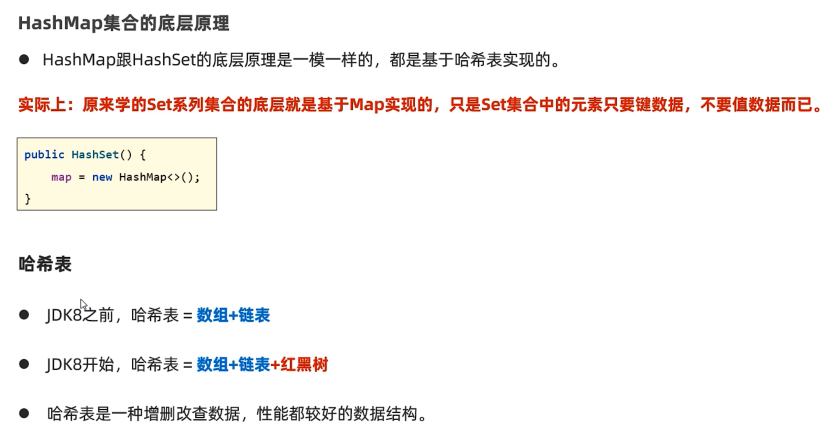 HashMap集合的底层原理
● HashMap跟HashSet的底层原理是一模一样的，都是基于哈希表实现的。
实际上：原来学的Set系列集合的底层就是基于Map实现的，只是Set集合中的元素只要键数据，不要值数据而已。
public HashSet() {
    map = new HashMap<>();
}
哈希表
● JDK8之前，哈希表 = 数组+链表
● JDK8开始，哈希表 = 数组+链表+红黑树
● 哈希表是一种增删改查数据，性能都较好的数据结构。